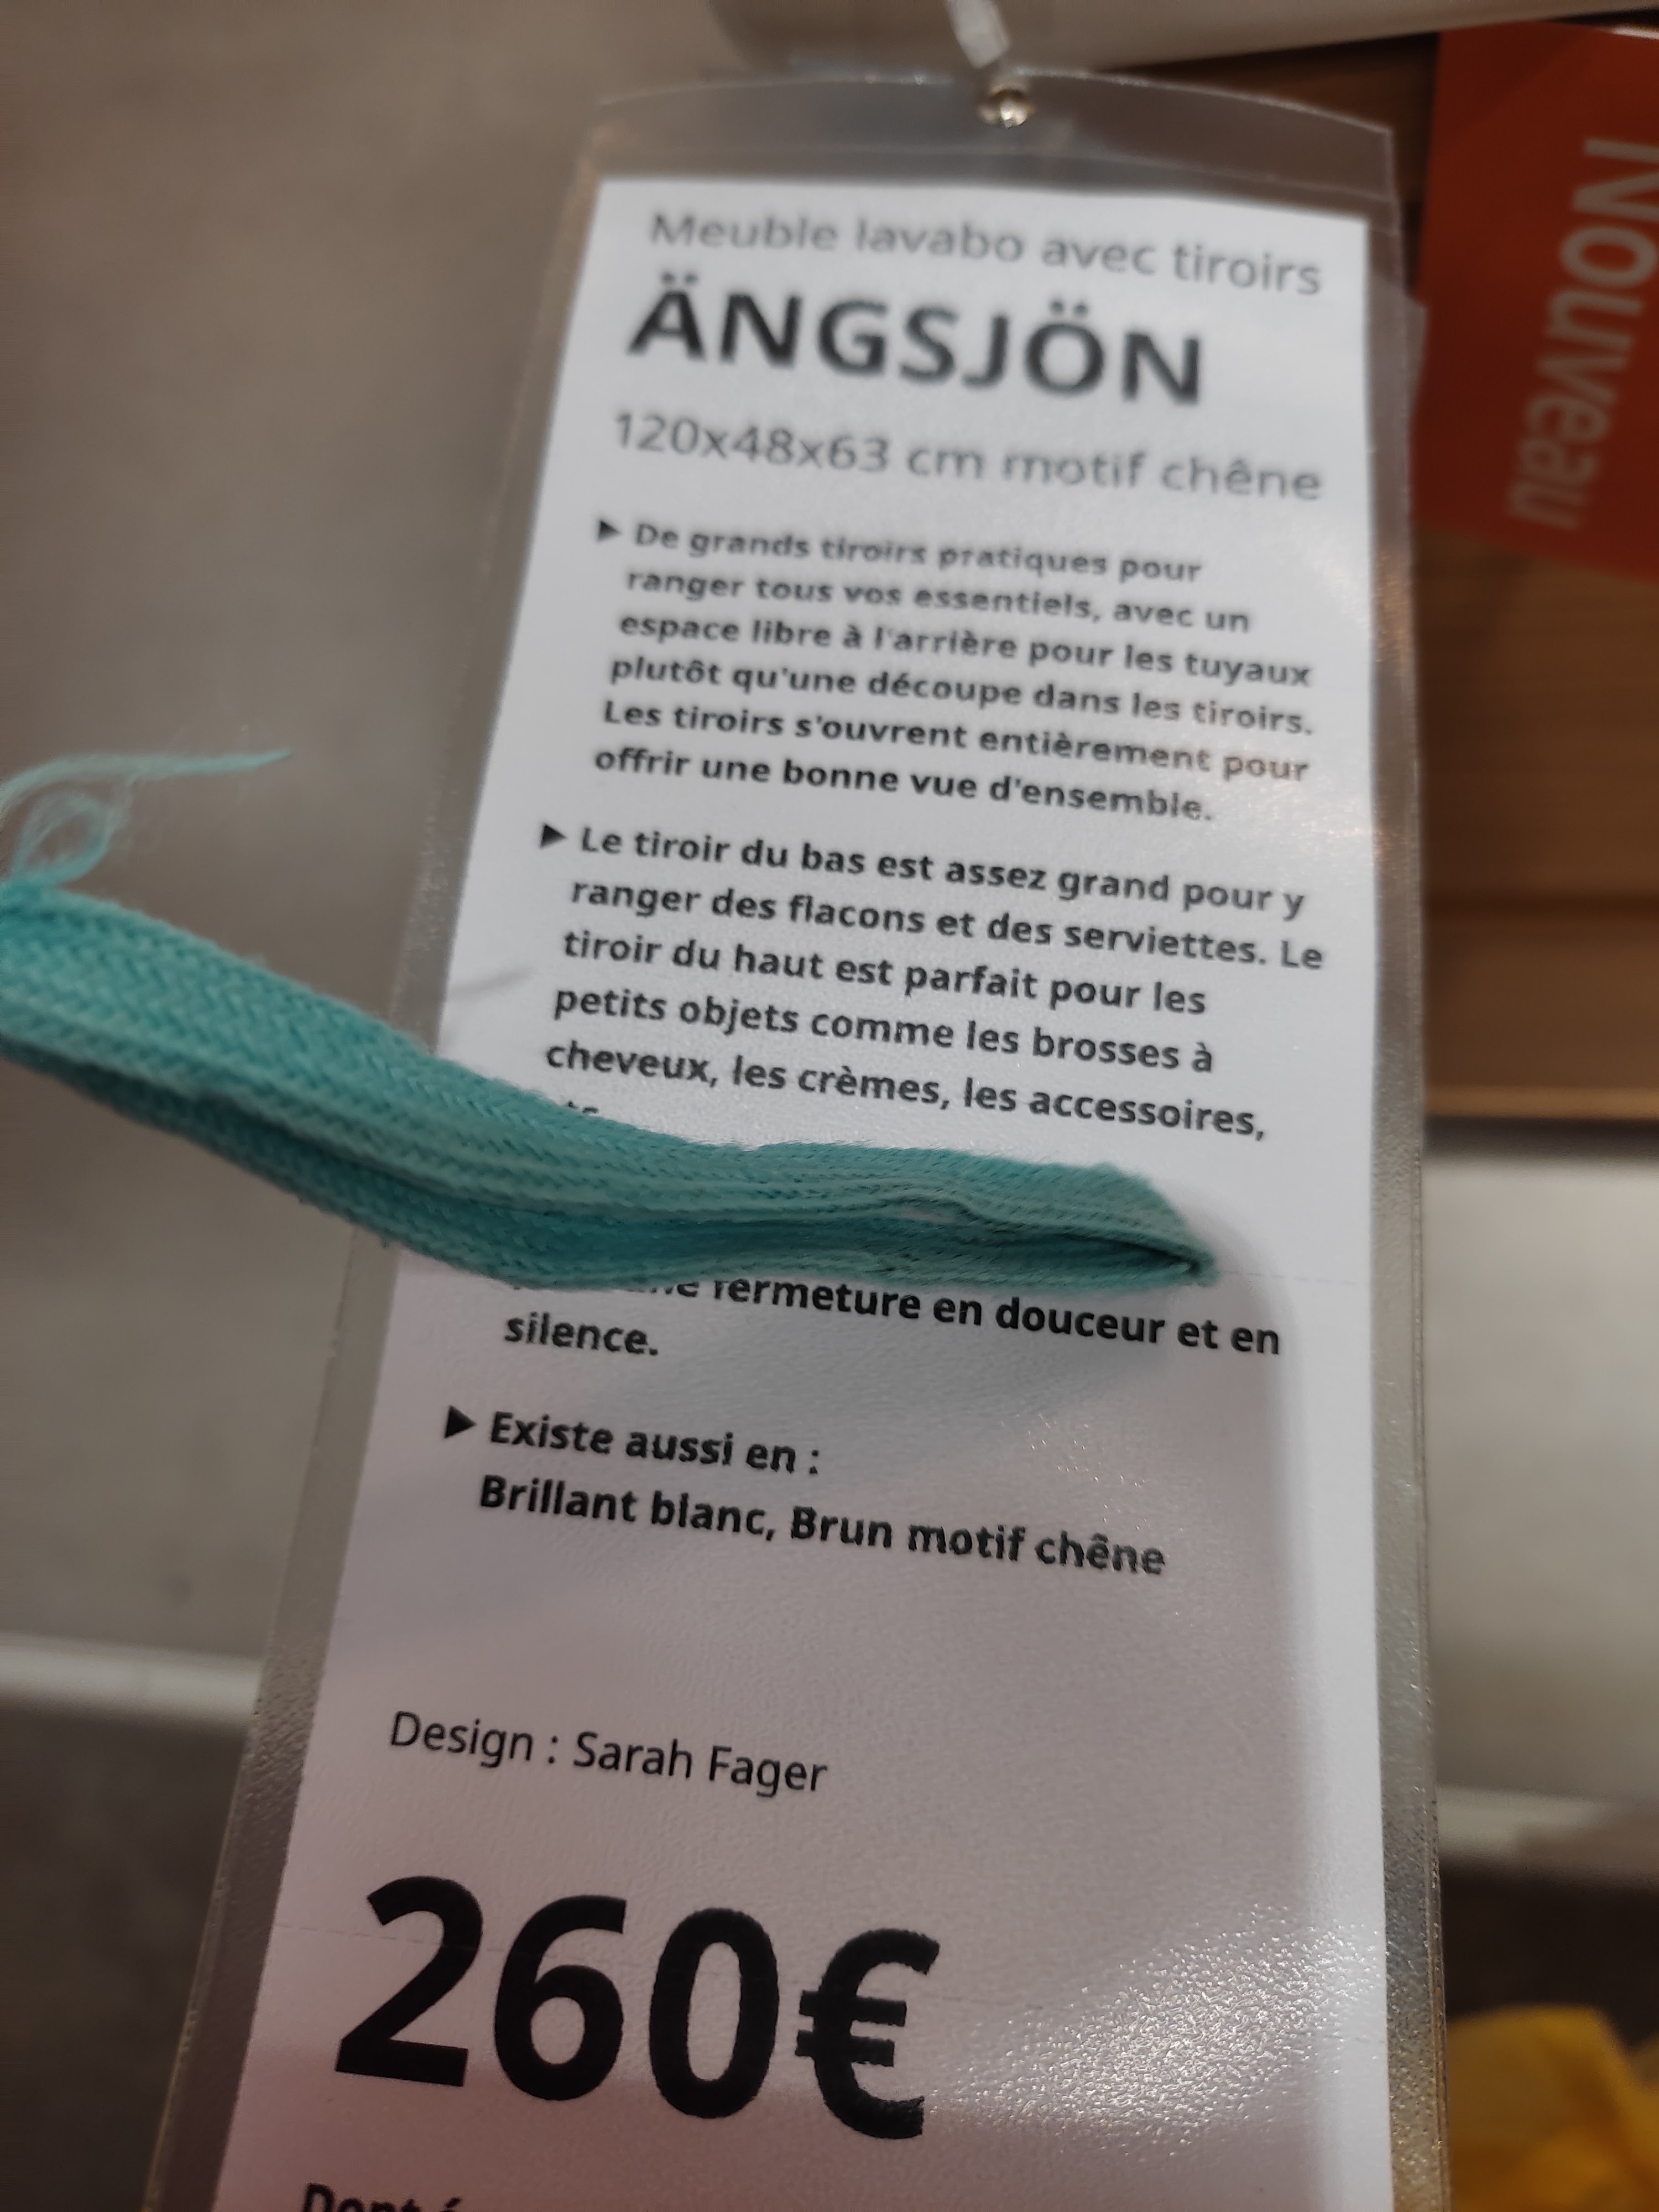 Meuble lavabo avec tiroirs
ÄNGSJÖN
120x48x63 cm motif chêne
▶ De grands tiroirs pratiques pour
ranger tous vos essentiels, avec un
espace libre à l'arrière pour les tuyaux
plutôt qu'une découpe dans les tiroirs.
Les tiroirs s'ouvrent entièrement pour
offrir une bonne vue d'ensemble.
▶ Le tiroir du bas est assez grand pour y
ranger des flacons et des serviettes. Le
tiroir du haut est parfait pour les
petits objets comme les brosses à
cheveux, les crèmes, les accessoires,
fermeture en douceur et en
silence.
▶ Existe aussi en :
Brillant blanc, Brun motif chêne
Design : Sarah Fager
260€
Nouveau